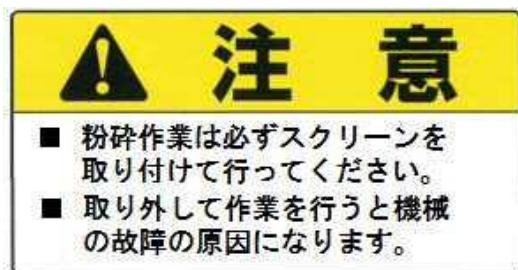 注 意
■ 粉砕作業は必ずスクリーンを
取り付けて行ってください。
■ 取り外して作業を行うと機械
の故障の原因になります。